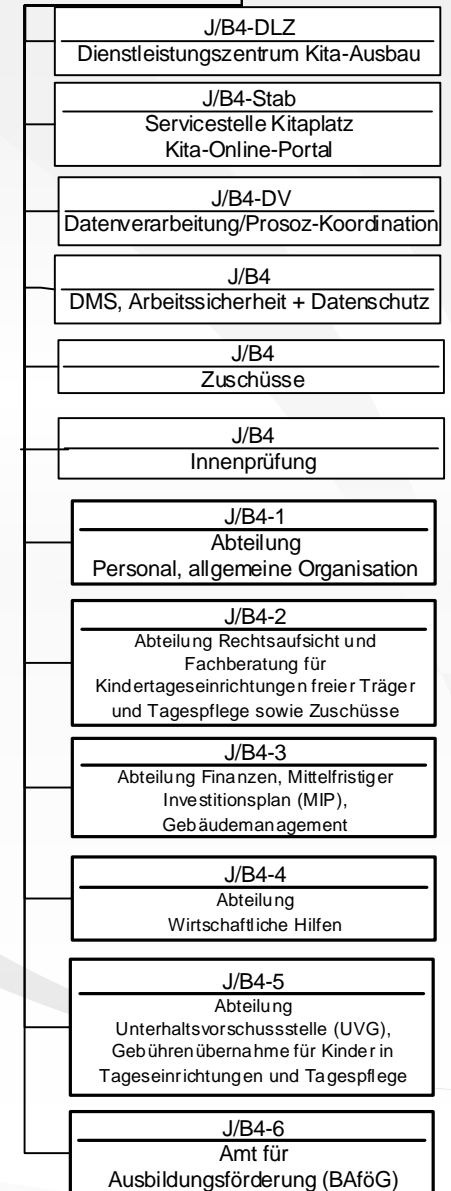 J/B4-DLZ
Dienstleistungszentrum Kita-Ausbau
J/B4-Stab
Servicestelle Kitaplatz
Kita-Online-Portal
J/B4-DV
Datenverarbeitung/Prosoz-Koordination
J/B4
DMS, Arbeitssicherheit + Datenschutz
J/B4
Zuschüsse
J/B4
Innenprüfung
J/B4-1
Abteilung
Personal, allgemeine Organisation
J/B4-2
Abteilung Rechtsaufsicht und
Fachberatung für
Kindertageseinrichtungen freier Träger
und Tagespflege sowie Zuschüsse
J/B4-3
Abteilung Finanzen, Mittelfristiger
Investitionsplan (MIP),
Gebäudemanagement
J/B4-4
Abteilung
Wirtschaftliche Hilfen
J/B4-5
Abteilung
Unterhaltsvorschussstelle (UVG),
Gebührenübernahme für Kinder in
Tageseinrichtungen und Tagespflege
J/B4-6
Amt für
Ausbildungsförderung (BAföG)